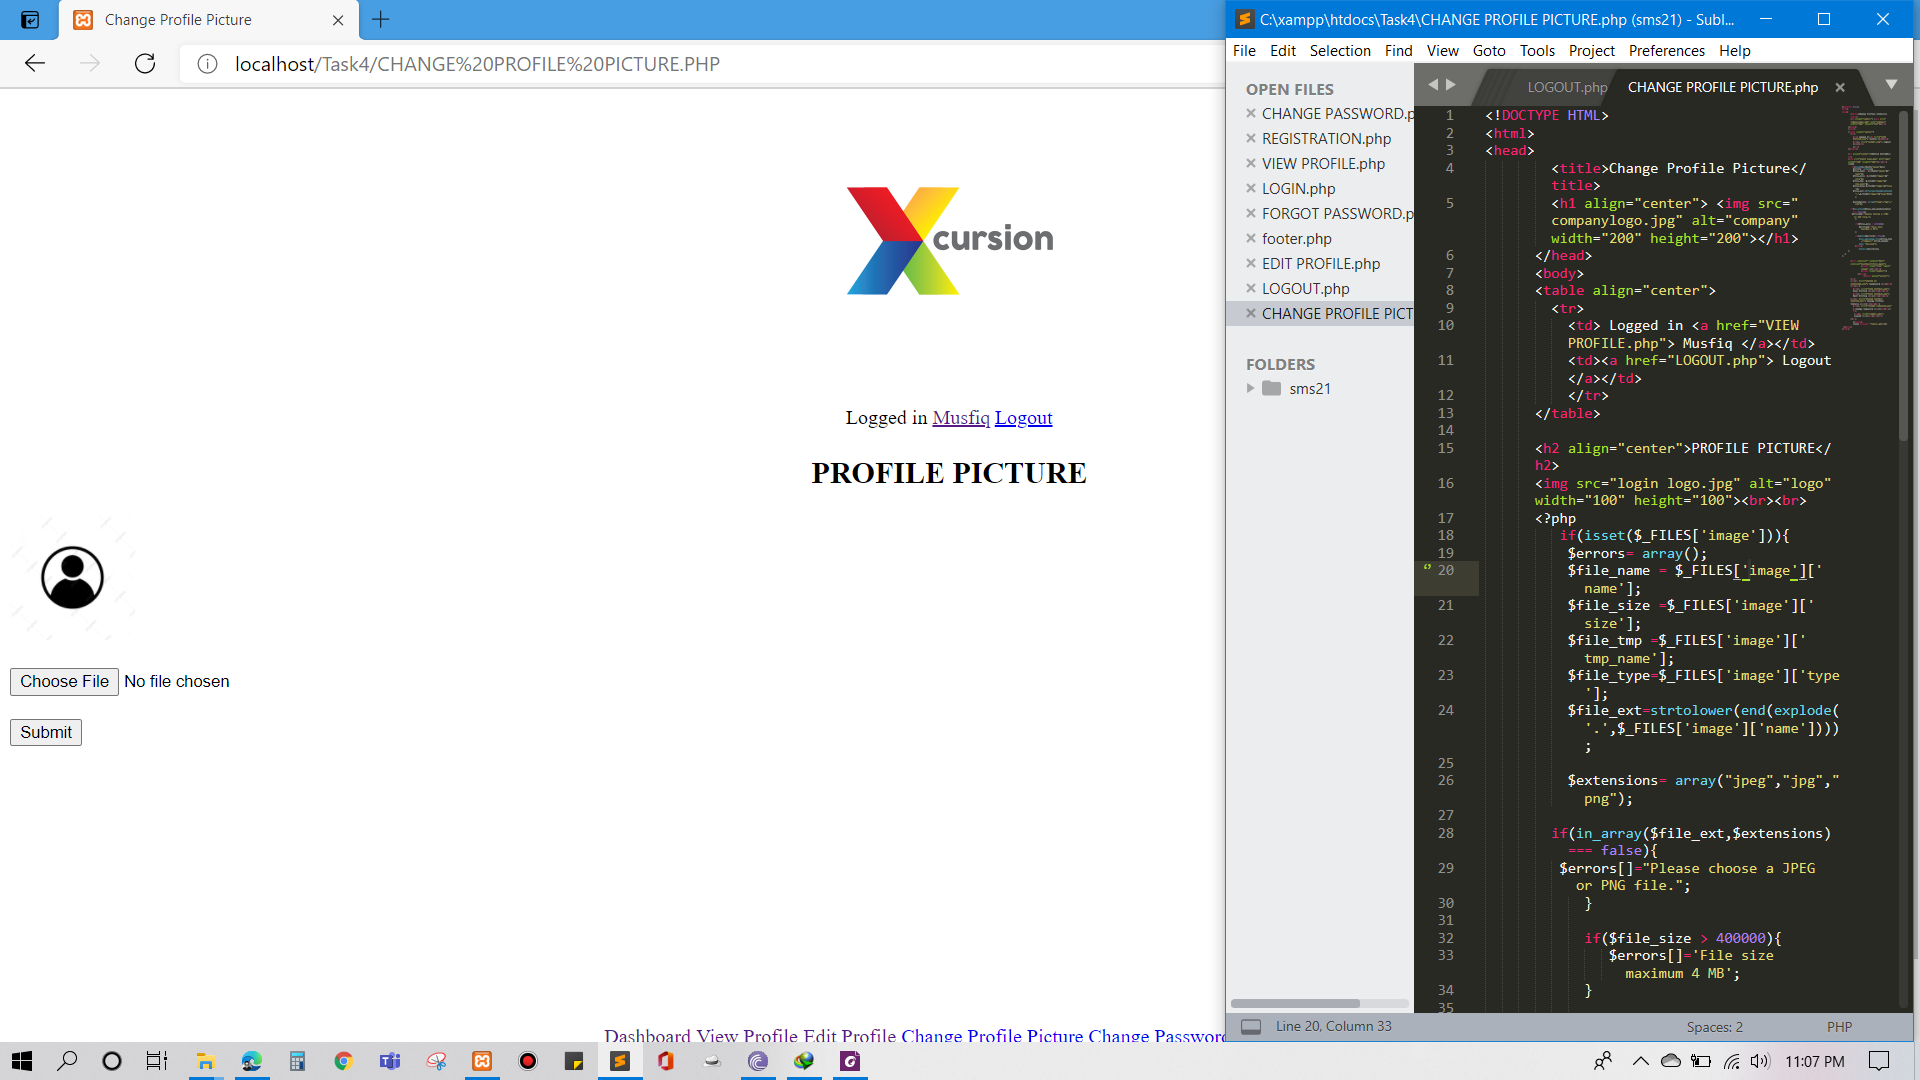 Change Profile Picture
localhost/Task4/CHANGE%20PROFILE%20PICTURE.PHP
cursion
Logged in Musfiq Logout
PROFILE PICTURE
Choose File No file chosen
Submit
Dashboard View Profile Edit Profile Change Profile Picture Change Password
C:\xampp\htdocs\Task4\CHANGE PROFILE PICTURE.php (sms21) - Subl...
File Edit Selection Find View Goto Tools Project Preferences Help
OPEN FILES
CHANGE PASSWORD.p
REGISTRATION.php
VIEW PROFILE.php
LOGIN.php
FORGOT PASSWORD.p
footer.php
EDIT PROFILE.php
LOGOUT.php
CHANGE PROFILE PICT
FOLDERS
sms21
LOGOUT.php CHANGE PROFILE PICTURE.php
1 <!DOCTYPE HTML>
2 <html>
3 <head>
4 <title>Change Profile Picture</
title>
5 <h1 align="center"> <img src="
companylogo.jpg" alt="company"
width="200" height="200"></h1>
6 </head>
7 <body>
8 <table align="center">
9 <tr>
10 <td> Logged in <a href="VIEW
PROFILE.php"> Musfiq </a></td>
11 <td><a href="LOGOUT.php"> Logout
</a></td>
12 </tr>
13 </table>
14
15 <h2 align="center">PROFILE PICTURE</
h2>
16 <img src="login logo.jpg" alt="logo"
width="100" height="100"><br><br>
17 <?php
18 if(isset($_FILES['image'])){
19 $errors= array();
20 $file_name = $_FILES['image']['
name'];
21 $file_size =$_FILES['image']['
size'];
22 $file_tmp =$_FILES['image']['
tmp_name'];
23 $file_type=$_FILES['image']['type
'];
24 $file_ext=strtolower(end(explode(
'.',$_FILES['image']['name'])))
;
25
26 $extensions= array("jpeg","jpg","
png");
27
28 if(in_array($file_ext,$extensions)
=== false){
29 $errors[]="Please choose a JPEG
or PNG file.";
30 }
31
32 if($file_size > 400000){
33 $errors[]='File size
maximum 4 MB';
34 }
35
Line 20, Column 33 Spaces: 2 PHP
11:07 PM